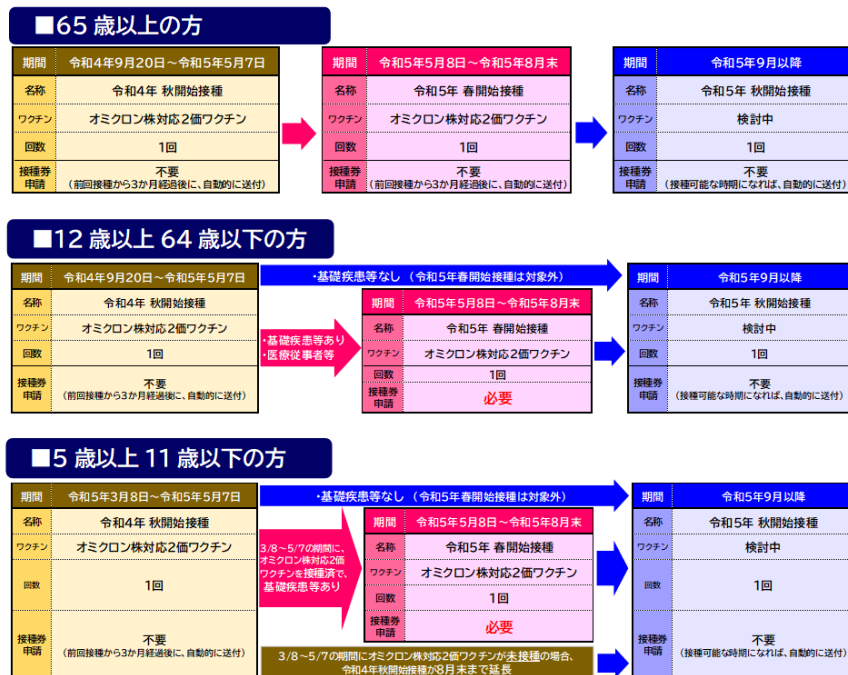 ■65歳以上の方
期間 令和4年9月20日～令和5年5月7日
名称 令和4年 秋開始接種
ワクチン オミクロン株対応2価ワクチン
回数 1回
接種券申請 不要
(前回接種から3か月経過後に、自動的に送付)
期間 令和5年5月8日～令和5年8月末
名称 令和5年 春開始接種
ワクチン オミクロン株対応2価ワクチン
回数 1回
接種券申請 不要
(前回接種から3か月経過後に、自動的に送付)
期間 令和5年9月以降
名称 令和5年 秋開始接種
ワクチン 検討中
回数 1回
接種券申請 不要
(接種可能な時期になれば、自動的に送付)
■12歳以上64歳以下の方
期間 令和4年9月20日～令和5年5月7日
名称 令和4年 秋開始接種
ワクチン オミクロン株対応2価ワクチン
回数 1回
接種券申請 不要
(前回接種から3か月経過後に、自動的に送付)
・基礎疾患等なし（令和5年春開始接種は対象外）
・基礎疾患等あり
・医療従事者等
期間 令和5年5月8日～令和5年8月末
名称 令和5年 春開始接種
ワクチン オミクロン株対応2価ワクチン
回数 1回
接種券申請 必要
期間 令和5年9月以降
名称 令和5年 秋開始接種
ワクチン 検討中
回数 1回
接種券申請 不要
(接種可能な時期になれば、自動的に送付)
■5歳以上11歳以下の方
期間 令和5年3月8日～令和5年5月7日
名称 令和4年 秋開始接種
ワクチン オミクロン株対応2価ワクチン
回数 1回
接種券申請 不要
(前回接種から3か月経過後に、自動的に送付)
・基礎疾患等なし（令和5年春開始接種は対象外）
3/8～5/7の期間に、
オミクロン株対応2価
ワクチンを接種済で、
基礎疾患等あり
期間 令和5年5月8日～令和5年8月末
名称 令和5年 春開始接種
ワクチン オミクロン株対応2価ワクチン
回数 1回
接種券申請 必要
3/8～5/7の期間にオミクロン株対応2価ワクチンが未接種の場合、
令和4年秋開始接種が8月末まで延長
期間 令和5年9月以降
名称 令和5年 秋開始接種
ワクチン 検討中
回数 1回
接種券申請 不要
(接種可能な時期になれば、自動的に送付)